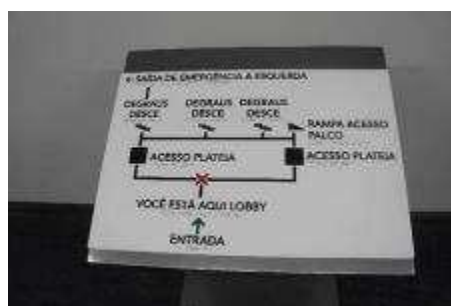 SAÍDA DE EMERGÊNCIA A ESQUERDA
DEGRAUS DESCE
DEGRAUS DESCE
DEGRAUS DESCE
RAMPA ACESSO
PALCO
ACESSO PLATEIA
ACESSO PLATEIA
VOCÊ ESTÁ AQUI LOBBY
ENTRADA